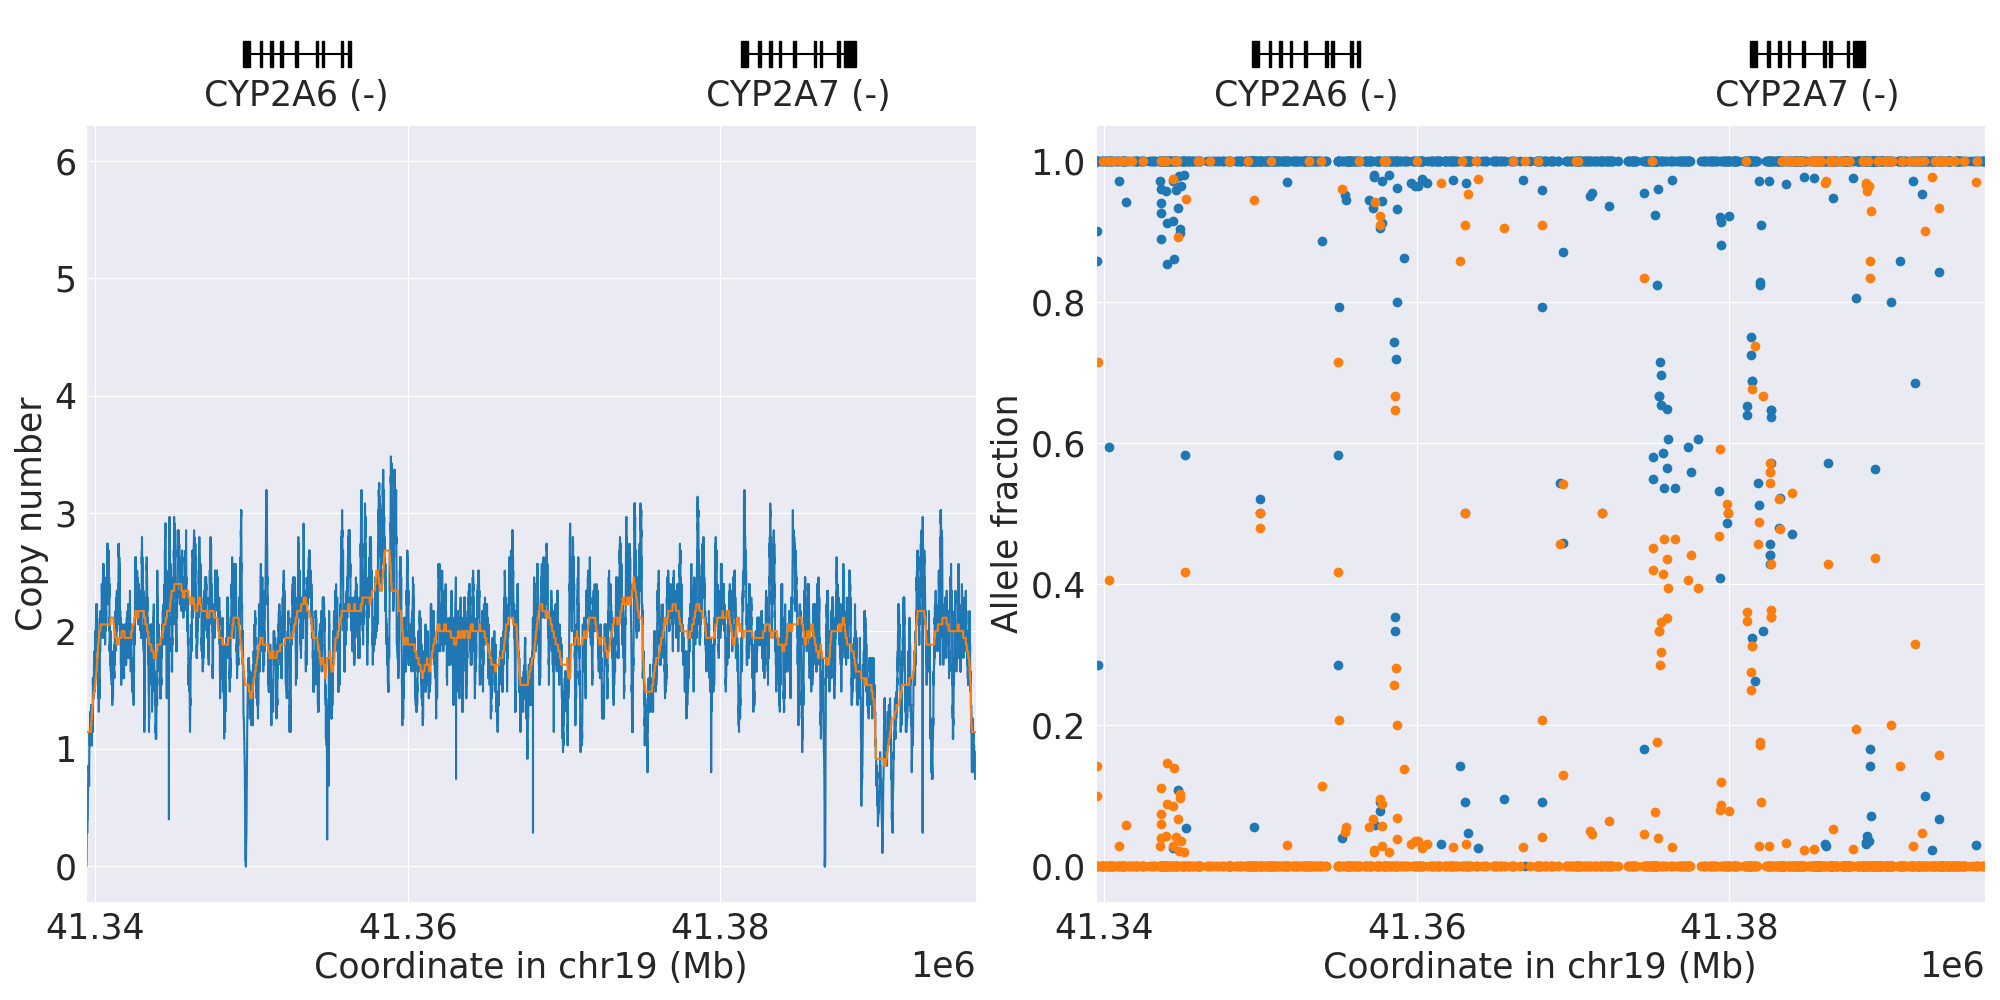 CYP2A6 (-) CYP2A7 (-)
6
5
4
3
2
1
0
Copy number
41.34 41.36 41.38
Coordinate in chr19 (Mb) 1e6
CYP2A6 (-) CYP2A7 (-)
1.0
0.8
0.6
0.4
0.2
0.0
Allele fraction
41.34 41.36 41.38
Coordinate in chr19 (Mb) 1e6